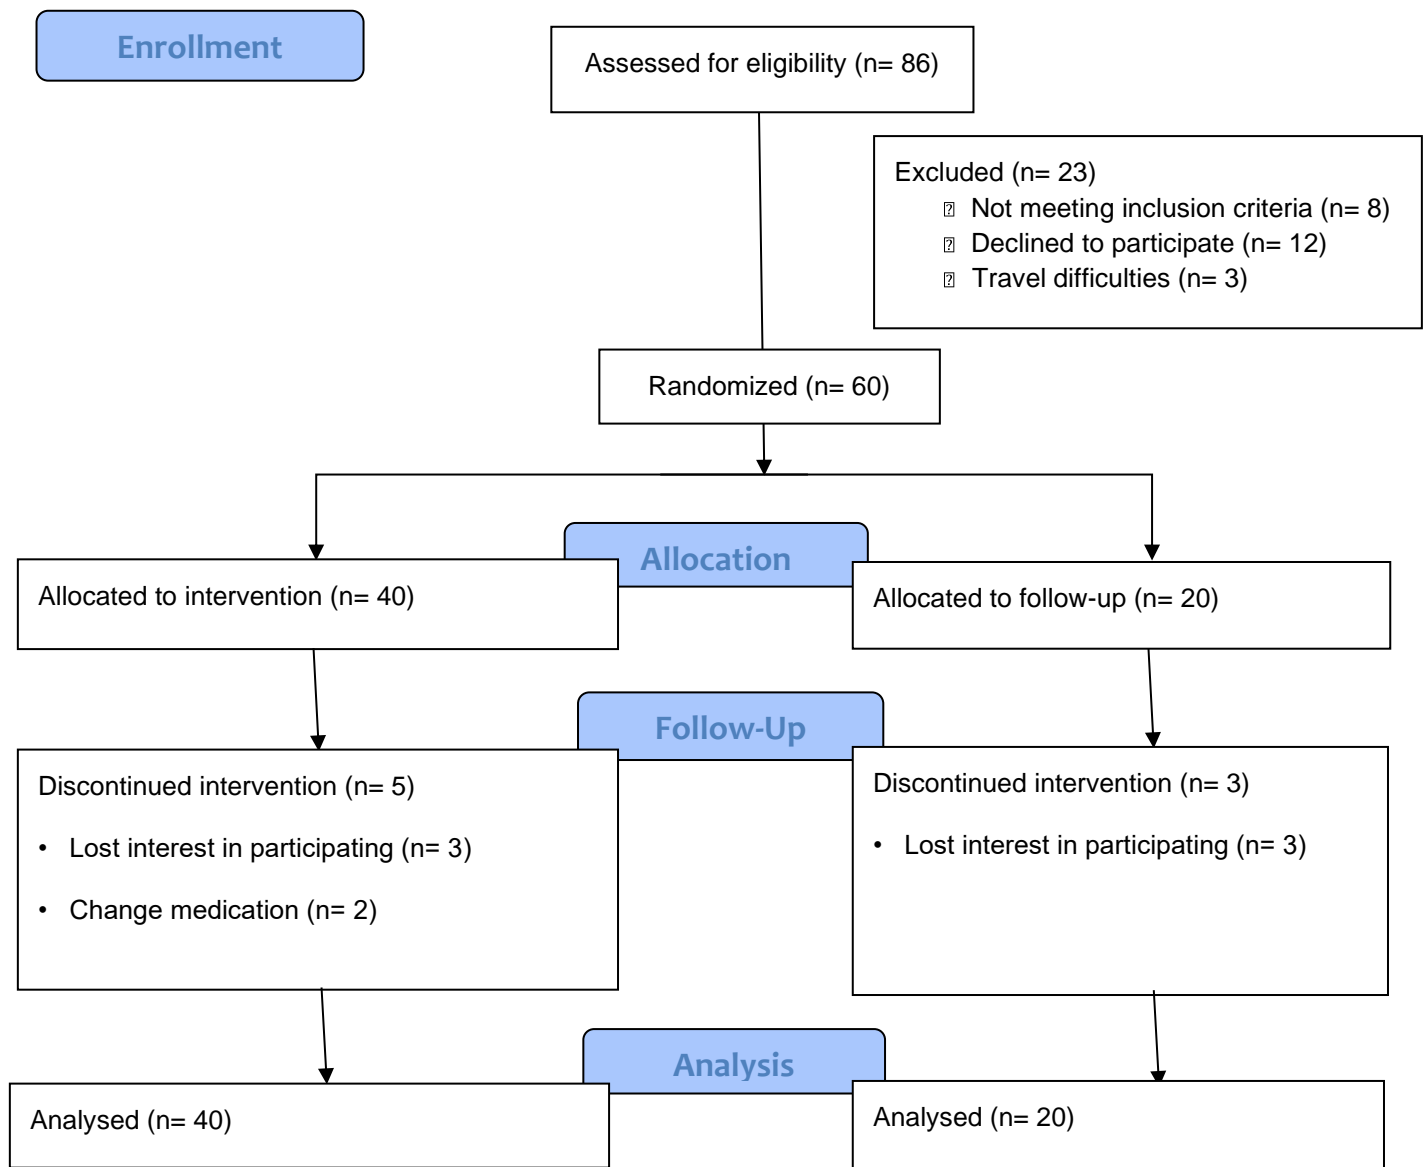 Enrollment
Assessed for eligibility (n= 86)
Excluded (n= 23)
Not meeting inclusion criteria (n= 8)
Declined to participate (n= 12)
Travel difficulties (n= 3)
Randomized (n= 60)
Allocation
Allocated to intervention (n= 40)
Allocated to follow-up (n= 20)
Follow-Up
Discontinued intervention (n= 5)
• Lost interest in participating (n= 3)
• Change medication (n= 2)
Discontinued intervention (n= 3)
• Lost interest in participating (n= 3)
Analysis
Analysed (n= 40)
Analysed (n= 20)